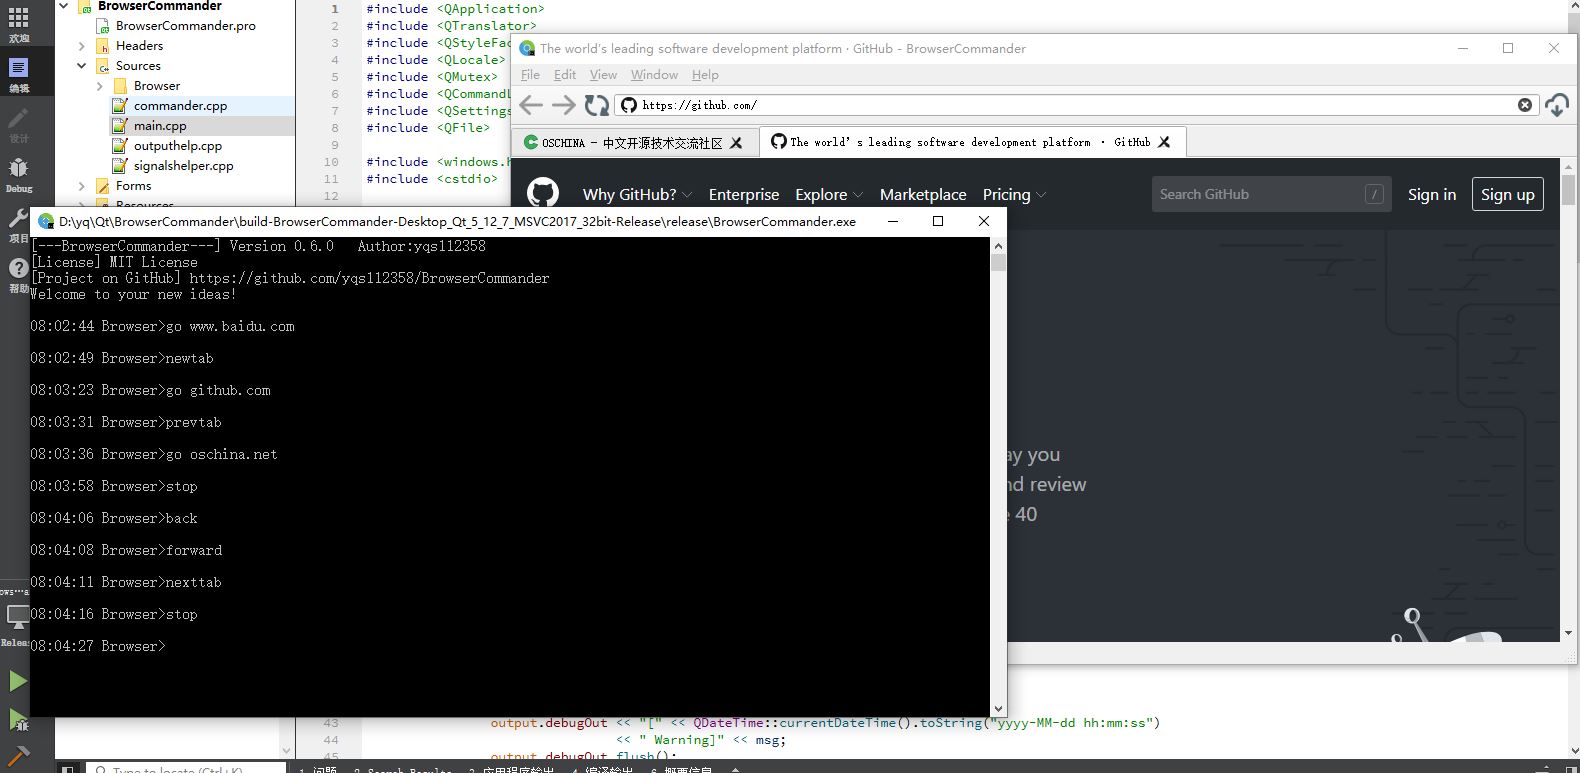 BrowserCommander
BrowserCommander.pro
Headers
Sources
Browser
commander.cpp
main.cpp
outputhelp.cpp
signalshelper.cpp
Forms
Resources
欢迎
编辑
设计
Debug
项目
帮助
1 #include <QApplication>
2 #include <QTranslator>
3 #include <QStyleFac
4 #include <QLocale>
5 #include <QMutex>
6 #include <QCommandL
7 #include <QSettings
8 #include <QFile>
9
10 #include <windows.h
11 #include <cstdio>
12
The world's leading software development platform · GitHub - BrowserCommander
File Edit View Window Help
https://github.com/
OSCHINA - 中文开源技术交流社区
The world's leading software development platform · GitHub
Why GitHub? Enterprise Explore Marketplace Pricing
Search GitHub /
Sign in
Sign up
ay you
nd review
40
D:\yq\Qt\BrowserCommander\build-BrowserCommander-Desktop_Qt_5_12_7_MSVC2017_32bit-Release\release\BrowserCommander.exe
[---BrowserCommander---] Version 0.6.0 Author:yqs112358
[License] MIT License
[Project on GitHub] https://github.com/yqs112358/BrowserCommander
Welcome to your new ideas!
08:02:44 Browser>go www.baidu.com
08:02:49 Browser>newtab
08:03:23 Browser>go github.com
08:03:31 Browser>prevtab
08:03:36 Browser>go oschina.net
08:03:58 Browser>stop
08:04:06 Browser>back
08:04:08 Browser>forward
08:04:11 Browser>nexttab
08:04:16 Browser>stop
08:04:27 Browser>
43 output.debugOut << "[" << QDateTime::currentDateTime().toString("yyyy-MM-dd hh:mm:ss")
44 << " Warning]" << msg;
45 output.debugOut.flush();
Type to locate (Ctrl+K)
1 问题 2 Search Results 3 应用程序输出 4 编译输出 6 概要信息